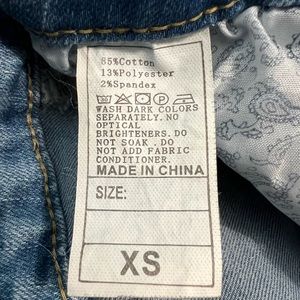 85%Cotton
13%Polyester
2%Spandex
WASH DARK COLORS
SEPARATELY. NO
OPTICAL
BRIGHTENERS. DO
NOT SOAK . DO
NOT ADD FABRIC
CONDITIONER.
MADE IN CHINA
SIZE:
XS